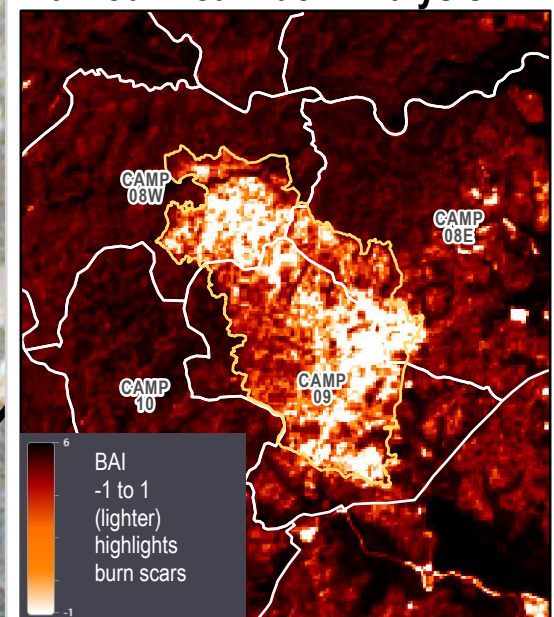 CAMP
08W
CAMP
08E
CAMP
09
CAMP
10
6
BAI
-1 to 1
(lighter)
highlights
burn scars
-1